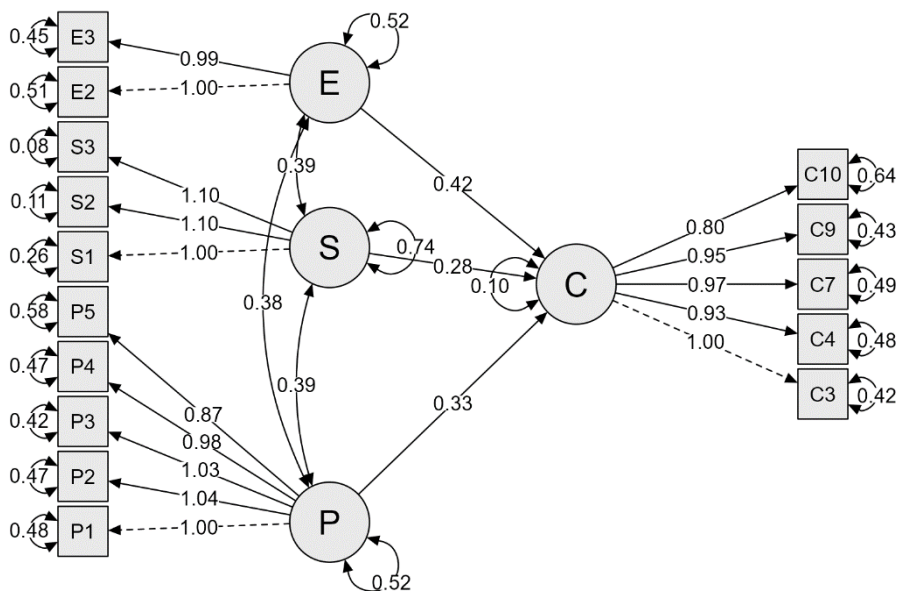 0.52
0.45 E3
0.99
E
0.51 E2
1.00
0.08 S3
0.39
C10 0.64
0.42
0.11 S2
1.10
0.80
1.10
C9 0.43
0.26 S1
1.00
S
0.74
0.95
0.28
0.10
C
0.97
C7 0.49
0.58 P5
0.38
0.93
C4 0.48
1.00
0.47 P4
0.39
C3 0.42
0.42 P3
0.87
0.33
0.98
0.47 P2
1.03
1.04
0.48 P1
1.00
P
0.52